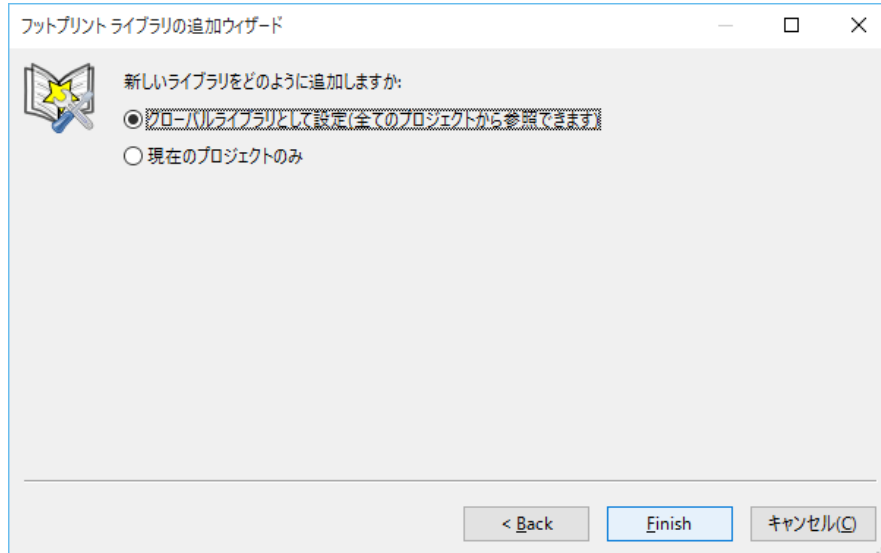 フットプリント ライブラリの追加ウィザード
新しいライブラリをどのように追加しますか:
グローバルライブラリとして設定(全てのプロジェクトから参照できます)
現在のプロジェクトのみ
< Back Finish キャンセル(C)